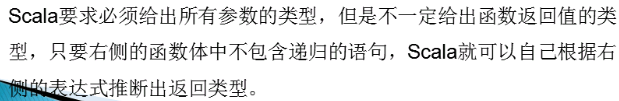 Scala要求必须给出所有参数的类型，但是不一定给出函数返回值的类
型，只要右侧的函数体中不包含递归的语句，Scala就可以自己根据右
侧的表达式推断出返回类型。